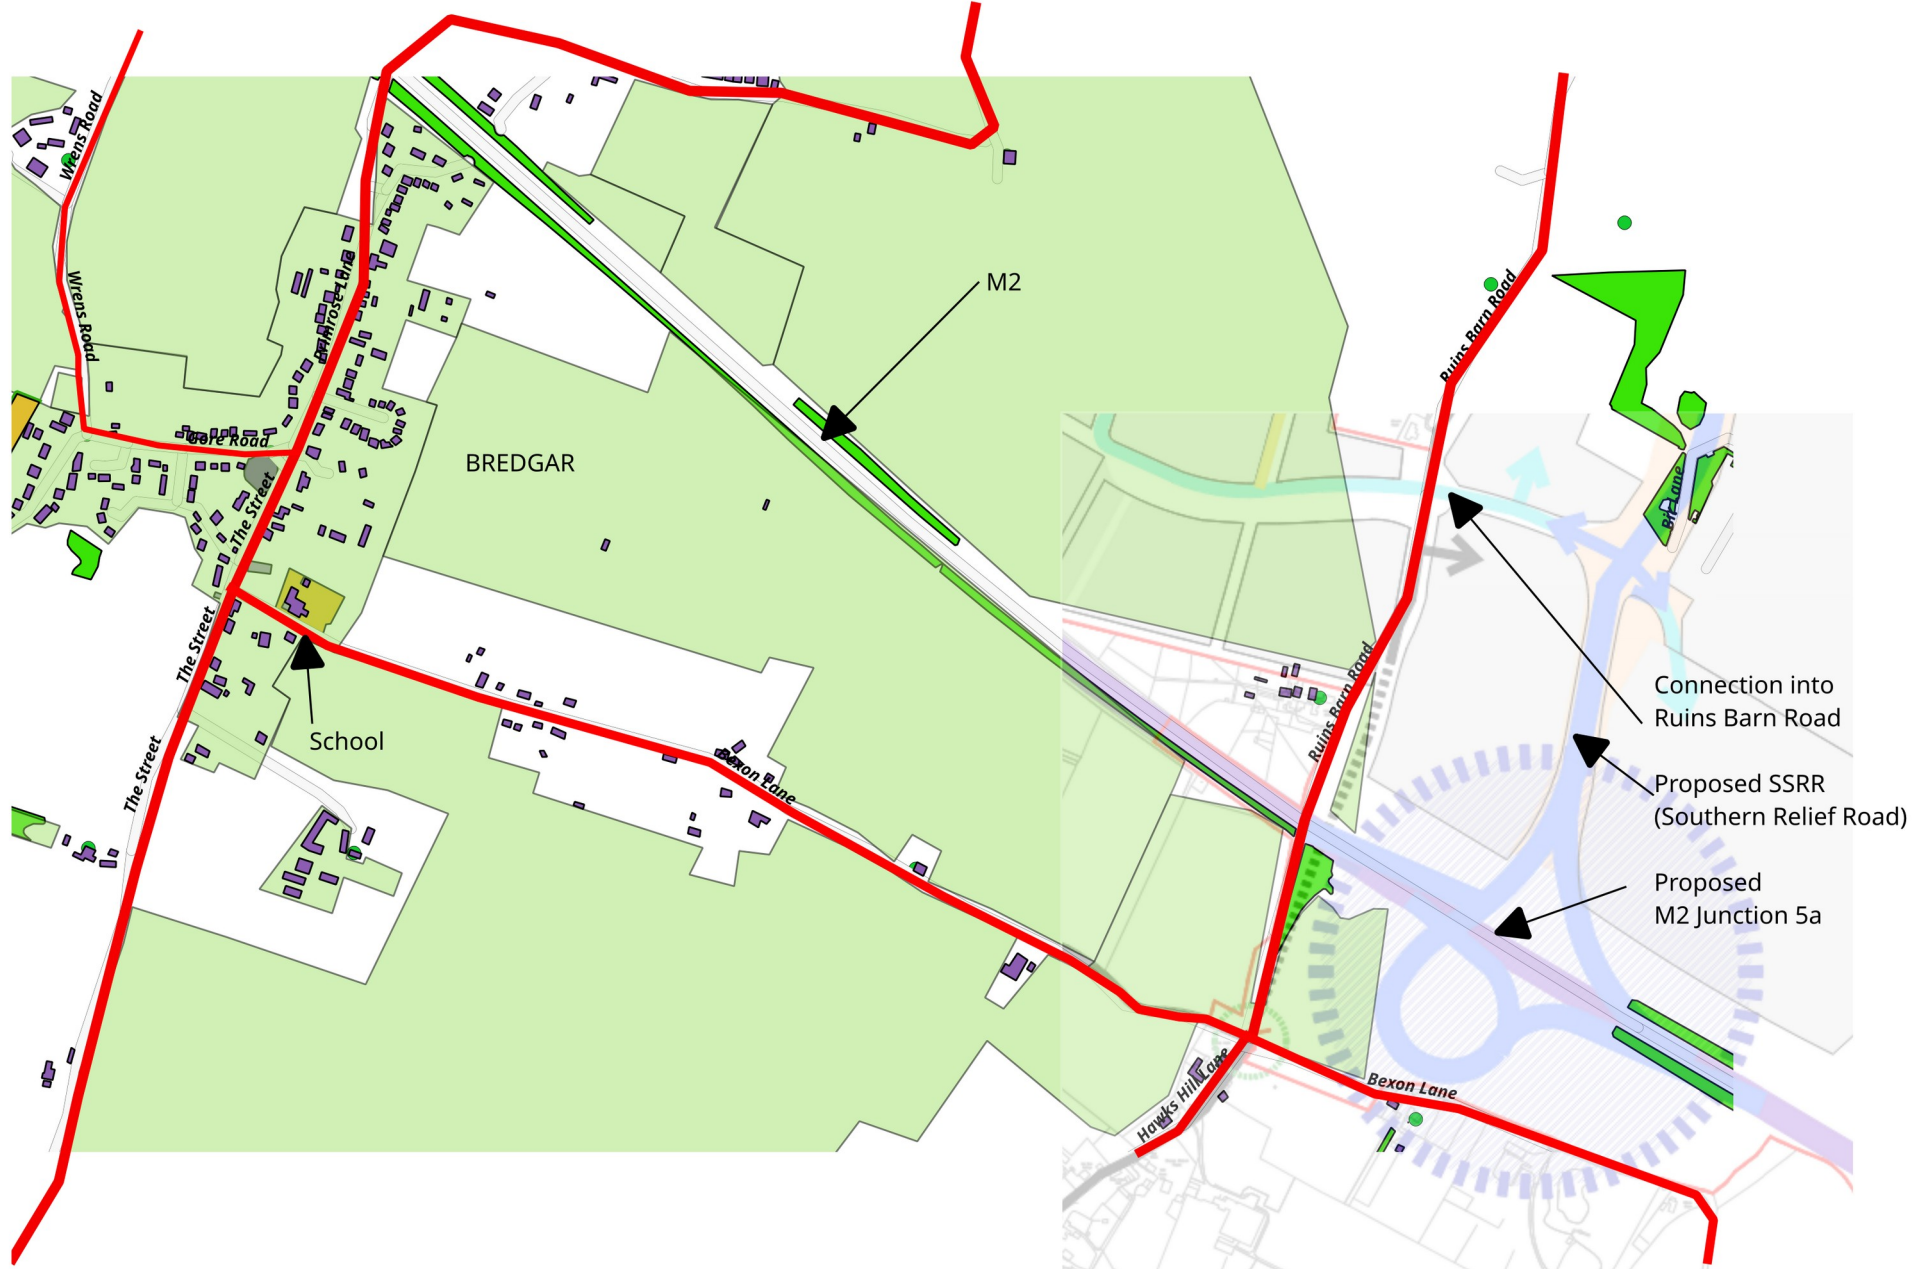 Wrens Road
Wrens Road
Primrose Lane
Gore Road
The Street
The Street
The Street
BREDGAR
M2
School
Bexon Lane
Ruins Barn Road
Ruins Barn Road
Bexon Lane
Hawks Hill Lane
Connection into
Ruins Barn Road
Proposed SSRR
(Southern Relief Road)
Proposed
M2 Junction 5a